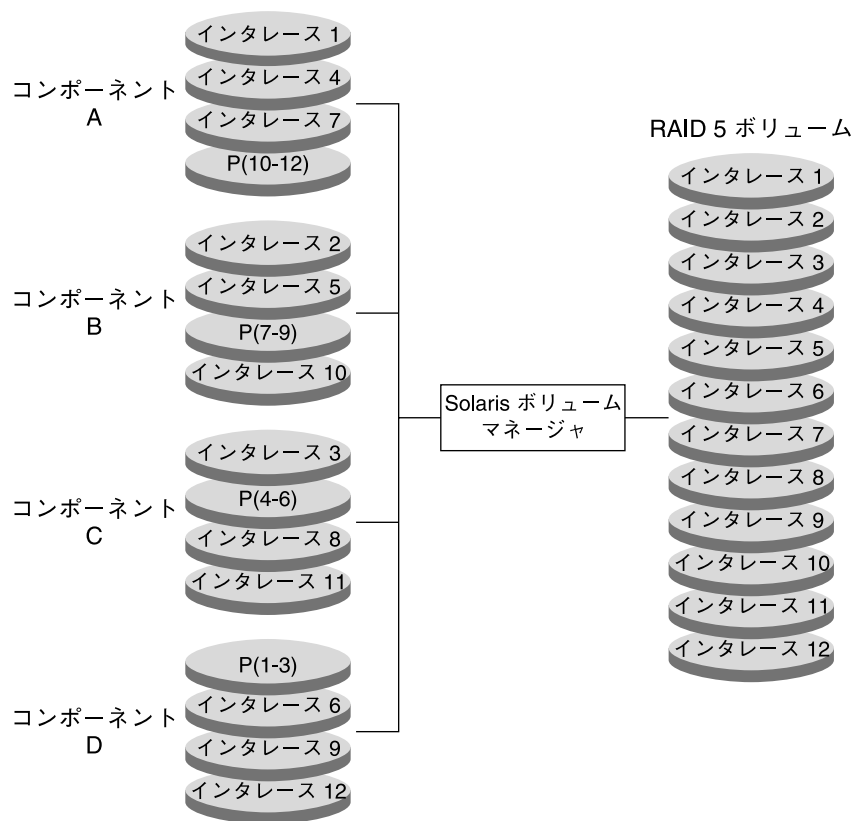 コンポーネント
A
インタレース 1
インタレース 4
インタレース 7
P(10-12)
コンポーネント
B
インタレース 2
インタレース 5
P(7-9)
インタレース 10
コンポーネント
C
インタレース 3
P(4-6)
インタレース 8
インタレース 11
コンポーネント
D
P(1-3)
インタレース 6
インタレース 9
インタレース 12
Solaris ボリューム
マネージャ
RAID 5 ボリューム
インタレース 1
インタレース 2
インタレース 3
インタレース 4
インタレース 5
インタレース 6
インタレース 7
インタレース 8
インタレース 9
インタレース 10
インタレース 11
インタレース 12